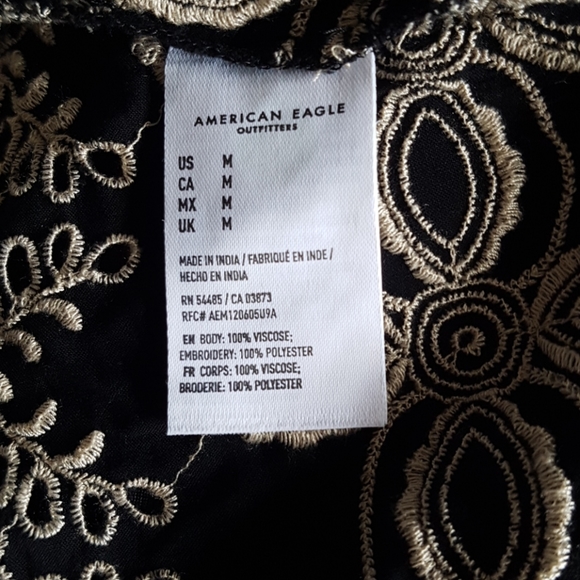 AMERICAN EAGLE
OUTFITTERS
US M
CA M
MX M
UK M
MADE IN INDIA / FABRIQUÉ EN INDE /
HECHO EN INDIA
RN 54485 / CA 03873
RFC# AEM120605U9A
EN BODY: 100% VISCOSE;
EMBROIDERY: 100% POLYESTER
FR CORPS: 100% VISCOSE;
BRODERIE: 100% POLYESTER